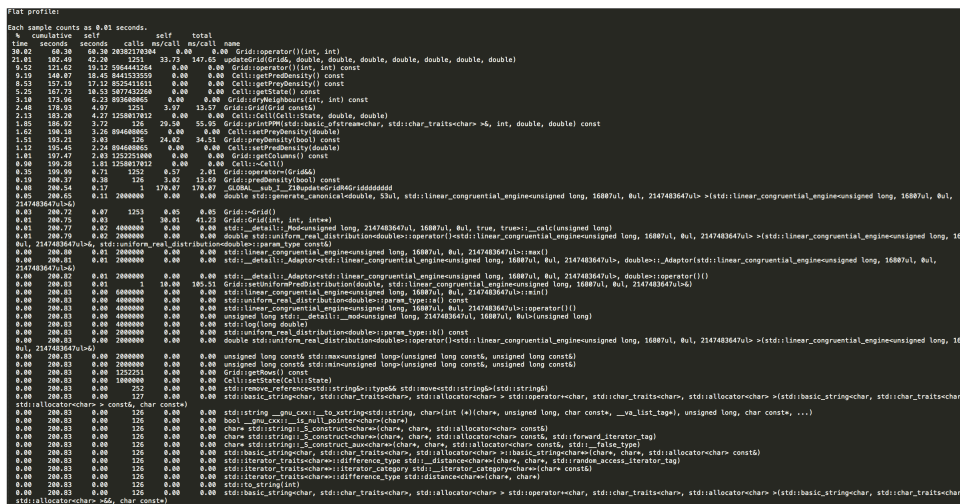 Flat profile:
Each sample counts as 0.01 seconds.
% cumulative self self total
time seconds seconds calls ms/call ms/call name
30.02 60.30 60.30 20382170304 0.00 0.00 Grid::operator()(int, int)
21.01 102.49 42.20 1251 33.73 147.65 updateGrid(Grid&, double, double, double, double, double, double, double)
9.52 121.62 19.12 5964441264 0.00 0.00 Grid::operator()(int, int) const
9.19 140.07 18.45 8441533559 0.00 0.00 Cell::getPredDensity() const
8.53 157.19 17.12 8525411611 0.00 0.00 Cell::getPreyDensity() const
5.25 167.73 10.53 5077432260 0.00 0.00 Cell::getState() const
3.10 173.96 6.23 893608065 0.00 0.00 Grid::dryNeighbours(int, int)
2.48 178.93 4.97 1251 3.97 13.57 Grid::Grid(Grid const&)
2.13 183.20 4.27 1258017012 0.00 0.00 Cell::Cell(Cell::State, double, double)
1.85 186.92 3.72 126 29.50 55.95 Grid::printPPM(std::basic_ofstream<char, std::char_traits<char> >&, int, double, double) const
1.62 190.18 3.26 894608065 0.00 0.00 Cell::setPreyDensity(double)
1.51 193.21 3.03 126 24.02 34.51 Grid::preyDensity(bool) const
1.12 195.45 2.24 894608065 0.00 0.00 Cell::setPredDensity(double)
1.01 197.47 2.03 1252251000 0.00 0.00 Grid::getColumns() const
0.90 199.28 1.81 1258017012 0.00 0.00 Cell::~Cell()
0.35 199.99 0.71 1252 0.57 2.01 Grid::operator=(Grid&&)
0.19 200.37 0.38 126 3.02 13.69 Grid::predDensity(bool) const
0.08 200.54 0.17 1 170.07 170.07 _GLOBAL__sub_I__Z10updateGridR4Gridddddddd
0.05 200.65 0.11 2000000 0.00 0.00 double std::generate_canonical<double, 53ul, std::linear_congruential_engine<unsigned long, 16807ul, 0ul, 2147483647ul> >(std::linear_congruential_engine<unsigned long, 16807ul, 0ul,
2147483647ul>&)
0.03 200.72 0.07 1253 0.05 0.05 Grid::~Grid()
0.01 200.75 0.03 1 30.01 41.23 Grid::Grid(int, int, int**)
0.01 200.77 0.02 4000000 0.00 0.00 std::__detail::_Mod<unsigned long, 2147483647ul, 16807ul, 0ul, true, true>::__calc(unsigned long)
0.01 200.79 0.02 2000000 0.00 0.00 double std::uniform_real_distribution<double>::operator()<std::linear_congruential_engine<unsigned long, 16807ul, 0ul, 2147483647ul> >(std::linear_congruential_engine<unsigned long, 16
0ul, 2147483647ul>&, std::uniform_real_distribution<double>::param_type const&)
0.00 200.80 0.01 2000000 0.00 0.00 std::linear_congruential_engine<unsigned long, 16807ul, 0ul, 2147483647ul>::max()
0.00 200.81 0.01 2000000 0.00 0.00 std::__detail::_Adaptor<std::linear_congruential_engine<unsigned long, 16807ul, 0ul, 2147483647ul>, double>::_Adaptor(std::linear_congruential_engine<unsigned long, 16807ul, 0ul,
2147483647ul>&)
0.00 200.82 0.01 2000000 0.00 0.00 std::__detail::_Adaptor<std::linear_congruential_engine<unsigned long, 16807ul, 0ul, 2147483647ul>, double>::operator()()
0.00 200.83 0.01 1 10.00 105.51 Grid::setUniformPredDistribution(double, std::linear_congruential_engine<unsigned long, 16807ul, 0ul, 2147483647ul>&)
0.00 200.83 0.00 6000000 0.00 0.00 std::linear_congruential_engine<unsigned long, 16807ul, 0ul, 2147483647ul>::min()
0.00 200.83 0.00 4000000 0.00 0.00 std::uniform_real_distribution<double>::param_type::a() const
0.00 200.83 0.00 4000000 0.00 0.00 std::linear_congruential_engine<unsigned long, 16807ul, 0ul, 2147483647ul>::operator()()
0.00 200.83 0.00 4000000 0.00 0.00 unsigned long std::__detail::__mod<unsigned long, 2147483647ul, 16807ul, 0ul>(unsigned long)
0.00 200.83 0.00 4000000 0.00 0.00 std::log(long double)
0.00 200.83 0.00 2000000 0.00 0.00 std::uniform_real_distribution<double>::param_type::b() const
0.00 200.83 0.00 2000000 0.00 0.00 double std::uniform_real_distribution<double>::operator()<std::linear_congruential_engine<unsigned long, 16807ul, 0ul, 2147483647ul> >(std::linear_congruential_engine<unsigned long, 16
0ul, 2147483647ul>&)
0.00 200.83 0.00 2000000 0.00 0.00 unsigned long const& std::max<unsigned long>(unsigned long const&, unsigned long const&)
0.00 200.83 0.00 2000000 0.00 0.00 unsigned long const& std::min<unsigned long>(unsigned long const&, unsigned long const&)
0.00 200.83 0.00 1252251 0.00 0.00 Grid::getRows() const
0.00 200.83 0.00 1000000 0.00 0.00 Cell::setState(Cell::State)
0.00 200.83 0.00 252 0.00 0.00 std::remove_reference<std::string&>::type&& std::move<std::string&>(std::string&)
0.00 200.83 0.00 127 0.00 0.00 std::basic_string<char, std::char_traits<char>, std::allocator<char> > std::operator+<char, std::char_traits<char>, std::allocator<char> >(std::basic_string<char, std::char_traits<char
std::allocator<char> > const&, char const*)
0.00 200.83 0.00 126 0.00 0.00 std::string __gnu_cxx::__to_xstring<std::string, char>(int (*)(char*, unsigned long, char const*, __va_list_tag*), unsigned long, char const*, ...)
0.00 200.83 0.00 126 0.00 0.00 bool __gnu_cxx::__is_null_pointer<char>(char*)
0.00 200.83 0.00 126 0.00 0.00 char* std::string::_S_construct<char*>(char*, char*, std::allocator<char> const&)
0.00 200.83 0.00 126 0.00 0.00 char* std::string::_S_construct<char*>(char*, char*, std::allocator<char> const&, std::forward_iterator_tag)
0.00 200.83 0.00 126 0.00 0.00 char* std::string::_S_construct_aux<char*>(char*, char*, std::allocator<char> const&, std::__false_type)
0.00 200.83 0.00 126 0.00 0.00 std::basic_string<char, std::char_traits<char>, std::allocator<char> >::basic_string<char*>(char*, char*, std::allocator<char> const&)
0.00 200.83 0.00 126 0.00 0.00 std::iterator_traits<char*>::difference_type std::__distance<char*>(char*, char*, std::random_access_iterator_tag)
0.00 200.83 0.00 126 0.00 0.00 std::iterator_traits<char*>::iterator_category std::__iterator_category<char*>(char* const&)
0.00 200.83 0.00 126 0.00 0.00 std::iterator_traits<char*>::difference_type std::distance<char*>(char*, char*)
0.00 200.83 0.00 126 0.00 0.00 std::to_string(int)
0.00 200.83 0.00 126 0.00 0.00 std::basic_string<char, std::char_traits<char>, std::allocator<char> > std::operator+<char, std::char_traits<char>, std::allocator<char> >(std::basic_string<char, std::char_traits<char
std::allocator<char> >&&, char const*)